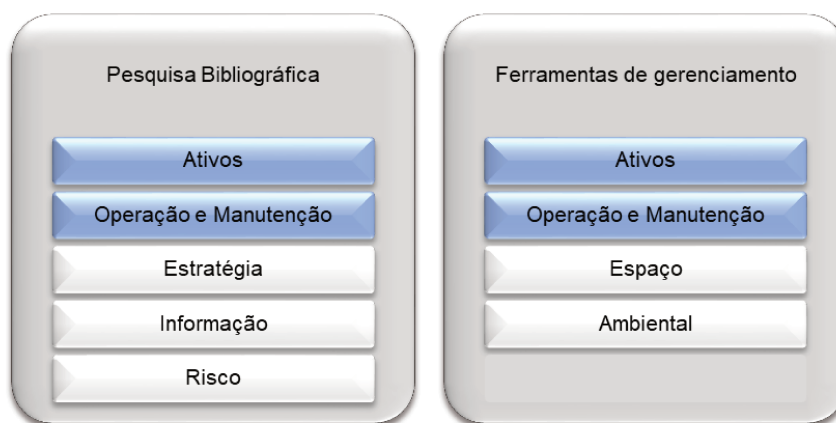 Pesquisa Bibliográfica
Ativos
Operação e Manutenção
Estratégia
Informação
Risco
Ferramentas de gerenciamento
Ativos
Operação e Manutenção
Espaço
Ambiental